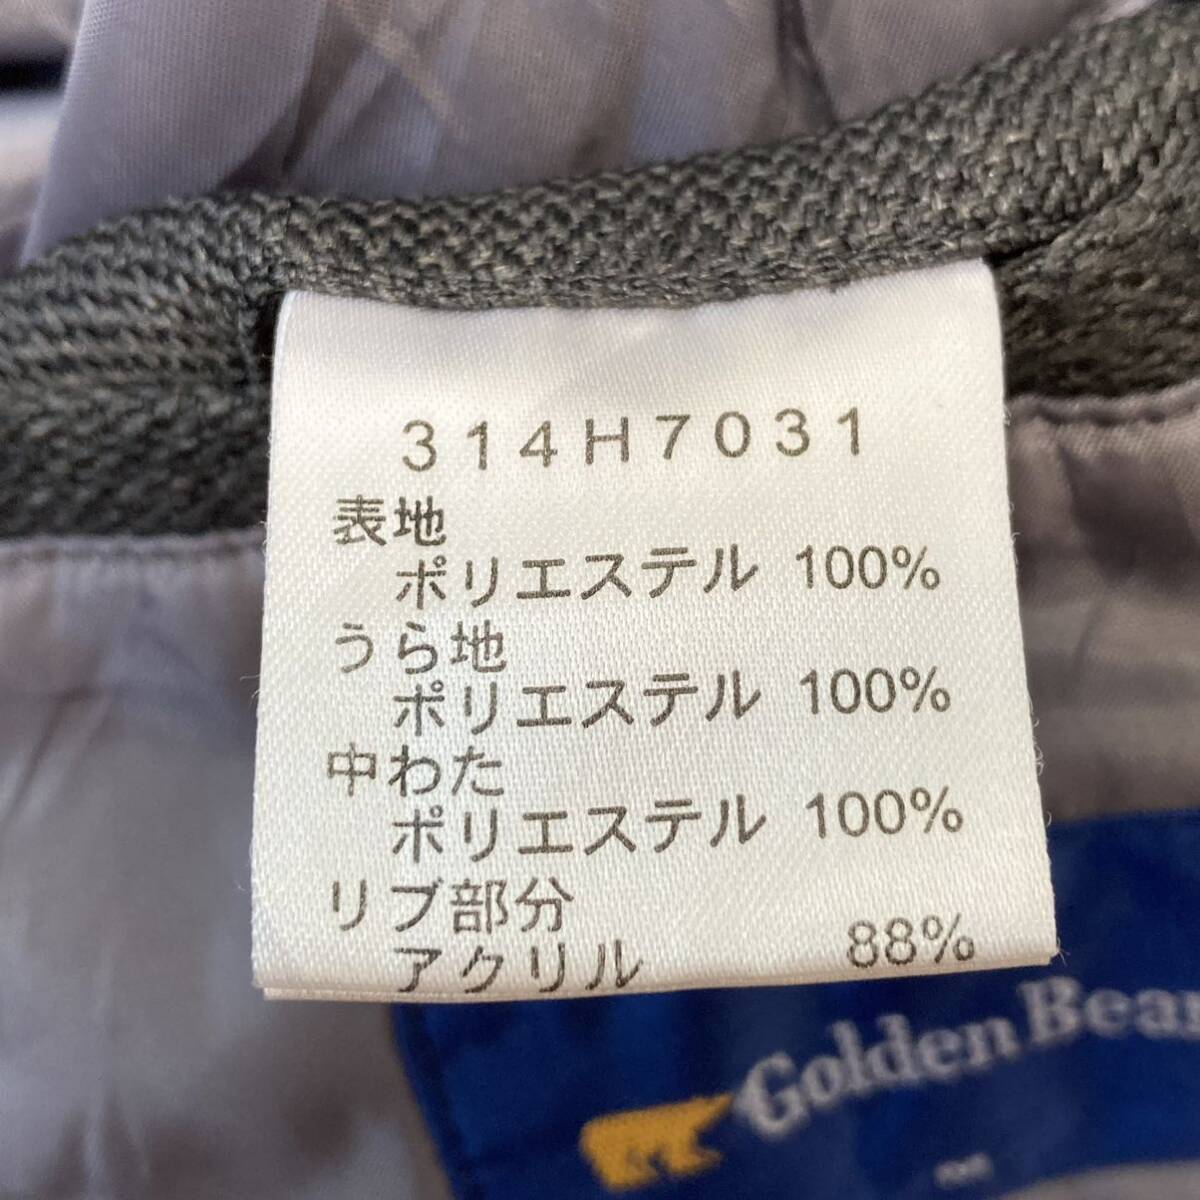 314H7031
表地
ポリエステル 100%
うら地
ポリエステル 100%
中わた
ポリエステル 100%
リブ部分
アクリル 88%
Golden Bear